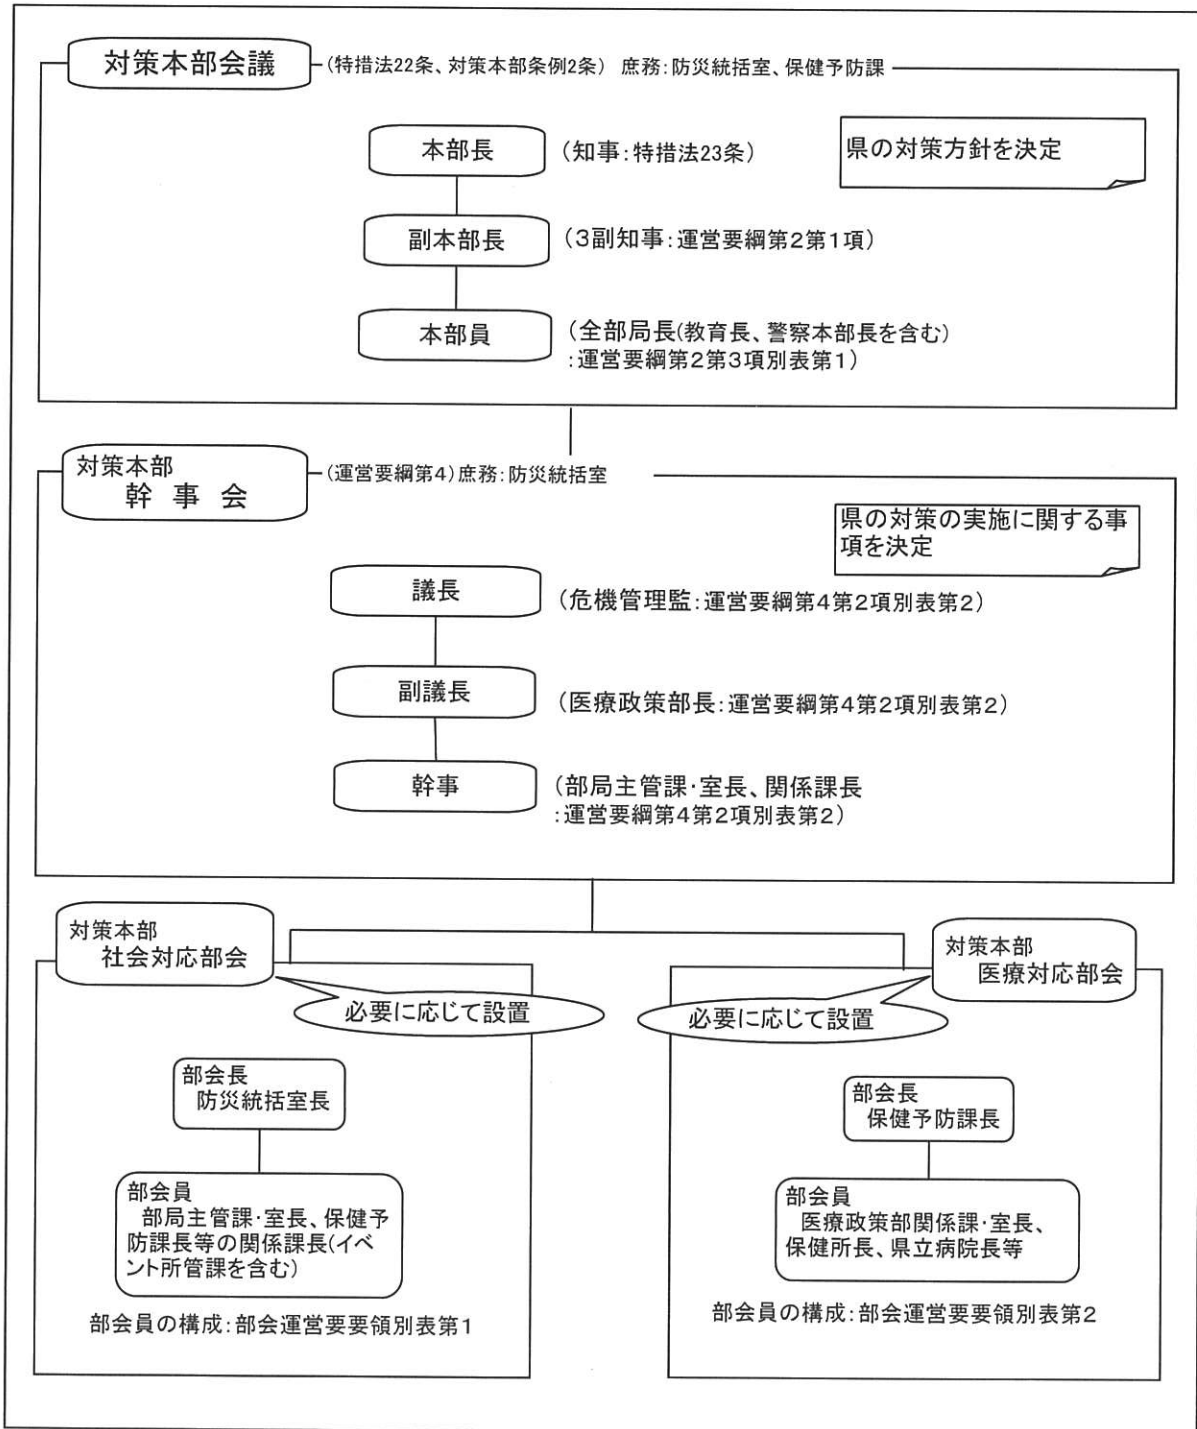 対策本部会議
(特措法22条、対策本部条例2条) 庶務:防災統括室、保健予防課
本部長
(知事:特措法23条)
県の対策方針を決定
副本部長
(3副知事:運営要綱第2第1項)
本部員
(全部局長(教育長、警察本部長を含む)
:運営要綱第2第3項別表第1)
対策本部
幹 事 会
(運営要綱第4)庶務:防災統括室
県の対策の実施に関する事
項を決定
議長
(危機管理監:運営要綱第4第2項別表第2)
副議長
(医療政策部長:運営要綱第4第2項別表第2)
幹事
(部局主管課・室長、関係課長
:運営要綱第4第2項別表第2)
対策本部
社会対応部会
必要に応じて設置
部会長
防災統括室長
部会員
部局主管課・室長、保健予
防課長等の関係課長(イベ
ント所管課を含む)
部会員の構成:部会運営要要領別表第1
対策本部
医療対応部会
必要に応じて設置
部会長
保健予防課長
部会員
医療政策部関係課・室長、
保健所長、県立病院長等
部会員の構成:部会運営要要領別表第2